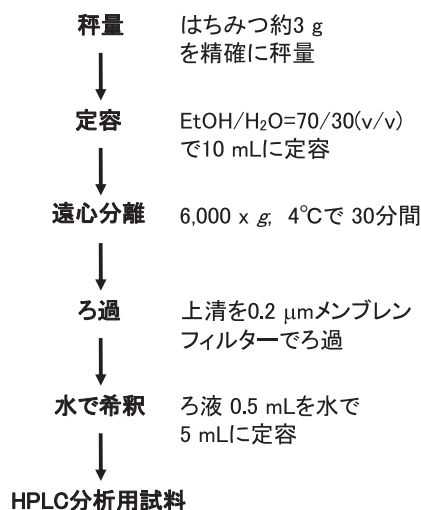 秤量 はちみつ約3 g
を精確に秤量
定容 EtOH/H₂O=70/30(v/v)
で10 mLに定容
遠心分離 6,000 x g, 4℃で 30分間
ろ過 上清を0.2 μmメンブレン
フィルターでろ過
水で希釈 ろ液 0.5 mLを水で
5 mLに定容
HPLC分析用試料